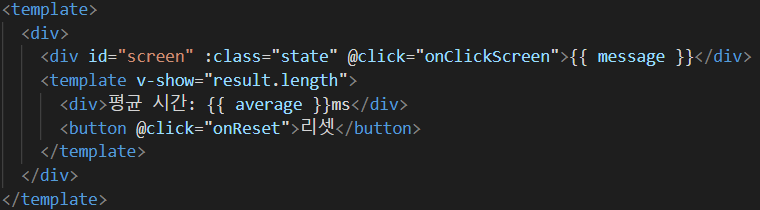 <template>
  <div>
    <div id="screen" :class="state" @click="onClickScreen">{{ message }}</div>
    <template v-show="result.length">
      <div>평균 시간: {{ average }}ms</div>
      <button @click="onReset">리셋</button>
    </template>
  </div>
</template>